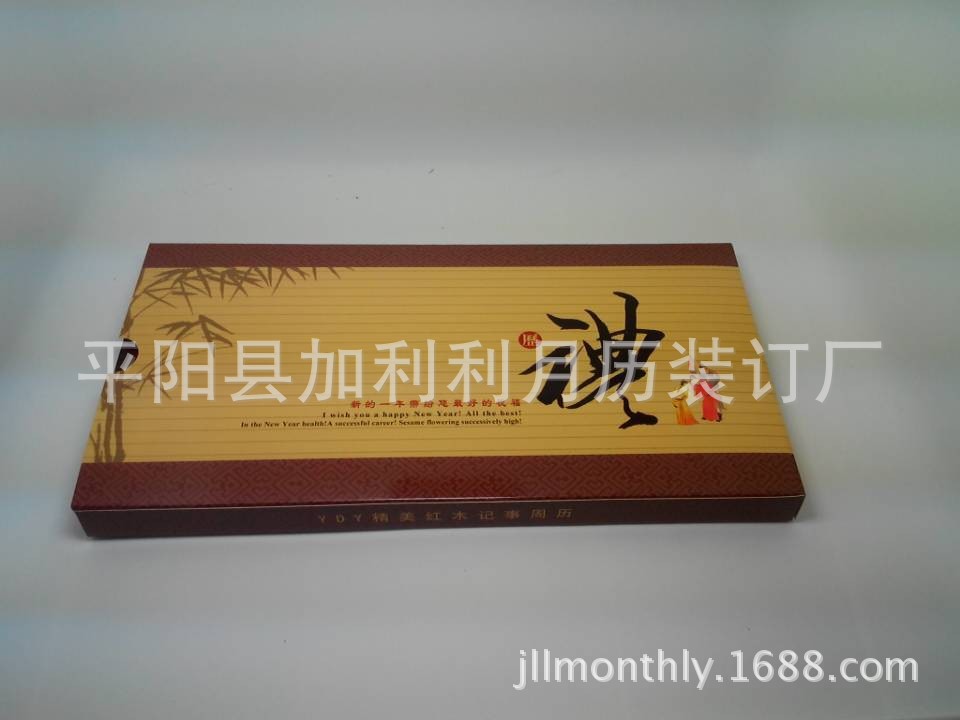 曆
禮
平阳县加利利月历装订厂
新的一年带给您最好的祝福
I wish you a happy New Year! All the best!
In the New Year health!A successful career! Sesame flowering successively high!
YDY精美红木记事周历
jllmonthly.1688.com